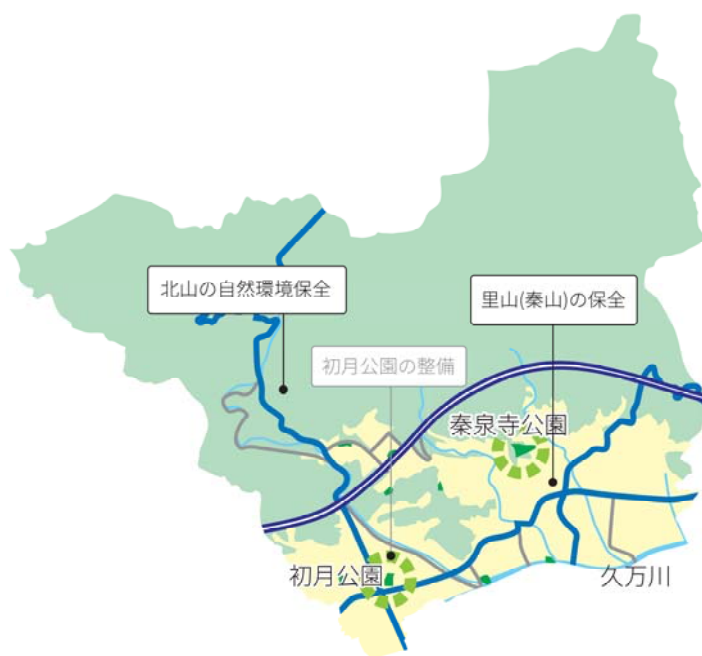 北山の自然環境保全
里山(秦山)の保全
初月公園の整備
秦泉寺公園
初月公園
久万川